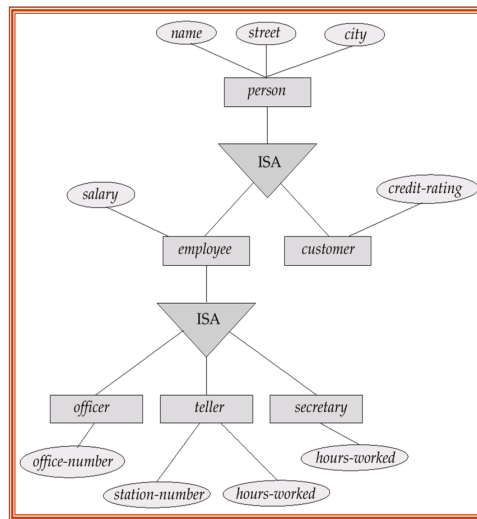 name street city
person
ISA
salary credit-rating
employee customer
ISA
officer teller secretary
office-number hours-worked
station-number hours-worked